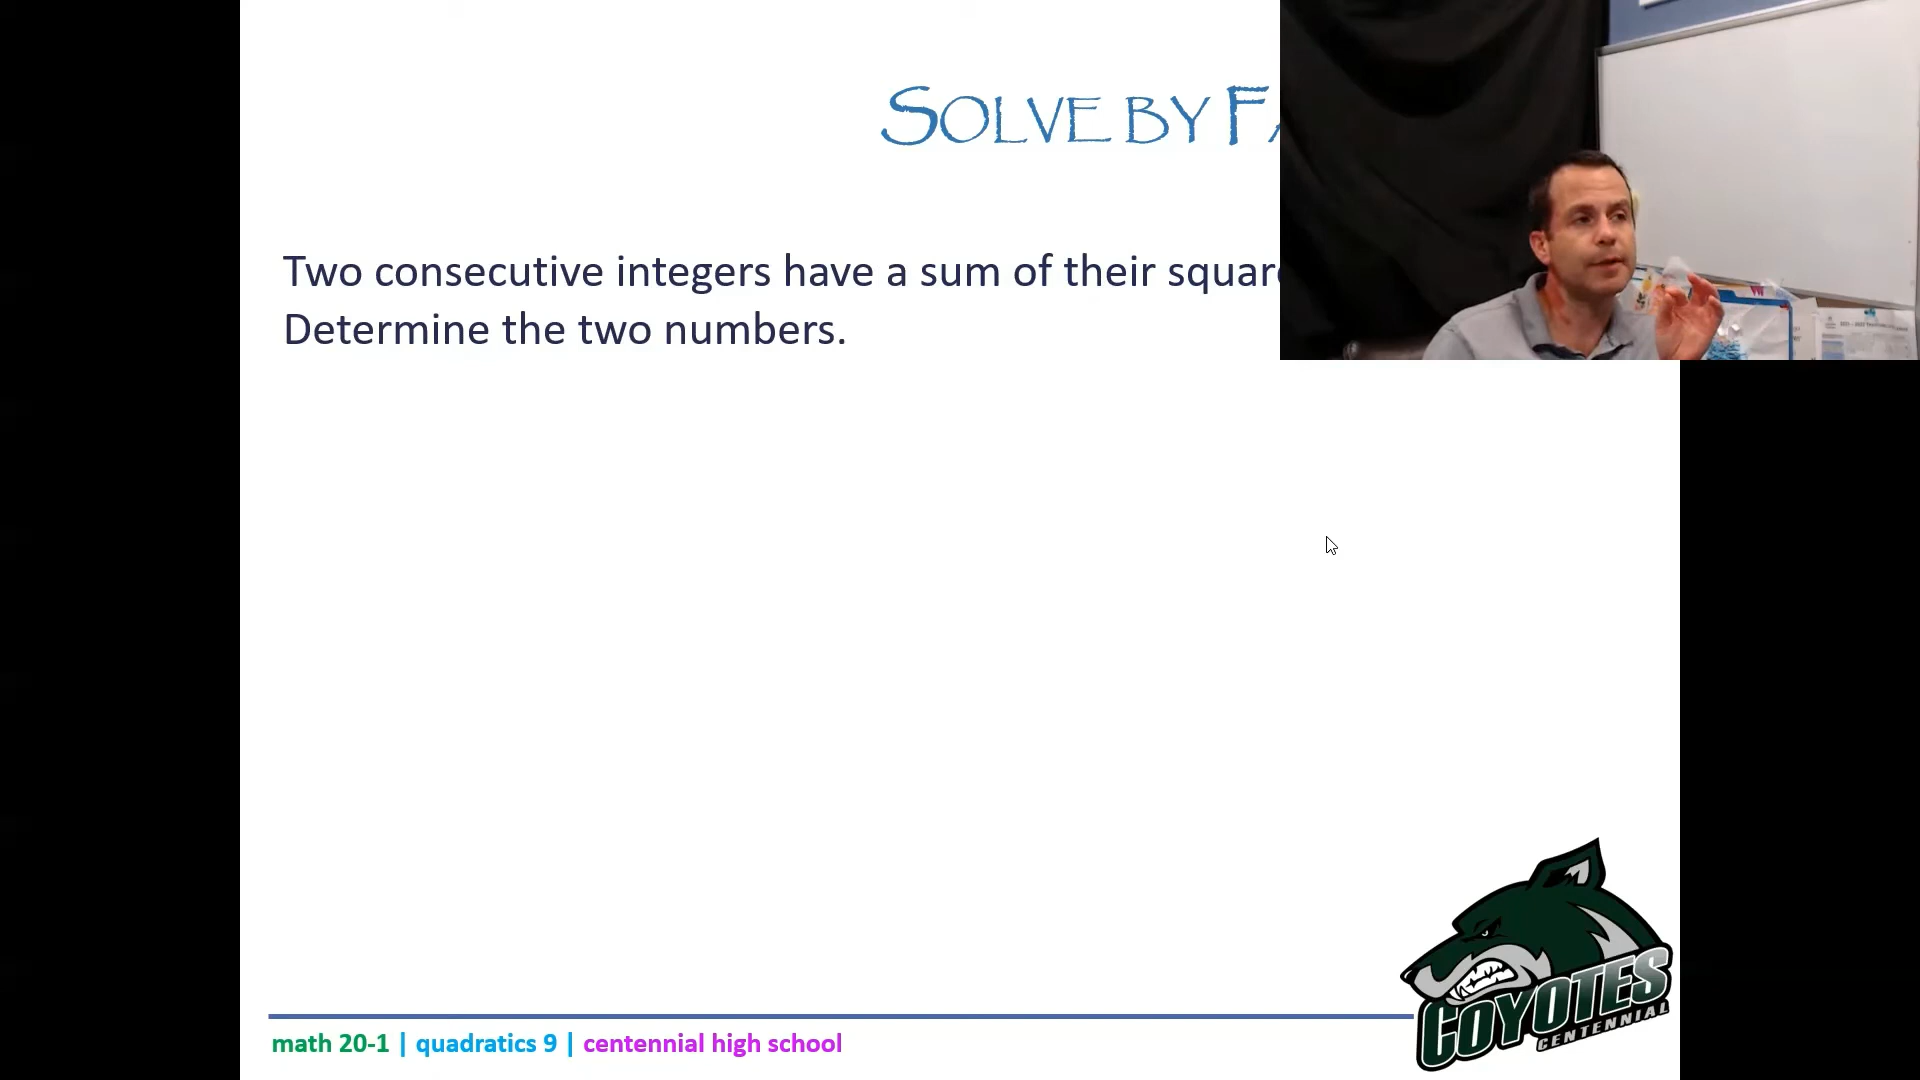 SOLVE BY
Two consecutive integers have a sum of their
Determine the two numbers.
math 20-1 | quadratics 9 | centennial high school
COYOTES
CENTENNIAL